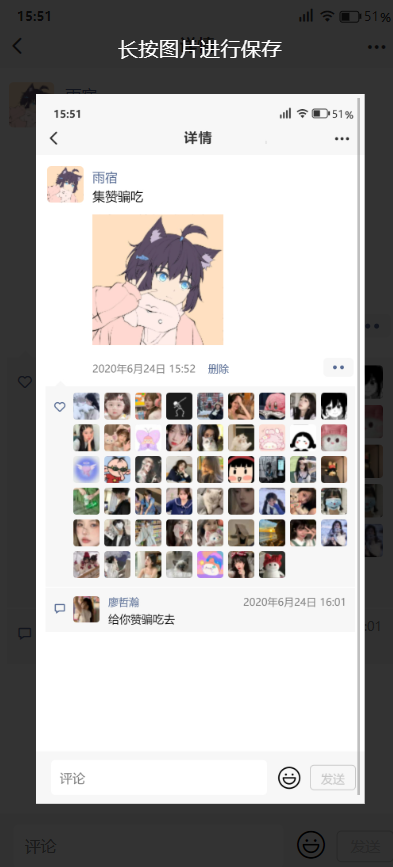 15:51
51%
长按图片进行保存
15:51
51%
详情
雨宿
集赞骗吃
2020年6月24日 15:52 删除
廖哲瀚
2020年6月24日 16:01
给你赞骗吃去
评论
发送
:01
评论
发送